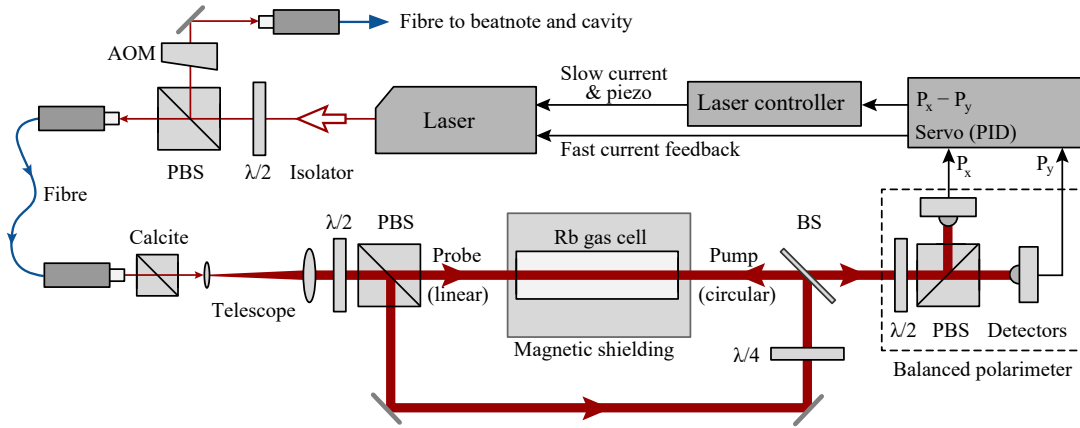 Fibre to beatnote and cavity
AOM
Slow current
& piezo
Laser controller
Pₓ − Pᵧ
Servo (PID)
Laser
Fast current feedback
PBS
λ/2
Isolator
Pₓ
Pᵧ
Fibre
Calcite
λ/2
PBS
Rb gas cell
BS
Probe
(linear)
Pump
(circular)
Telescope
Magnetic shielding
λ/4
λ/2
PBS
Detectors
Balanced polarimeter